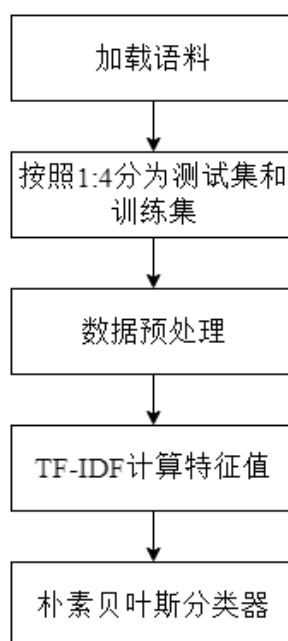 加载语料
按照1:4分为测试集和
训练集
数据预处理
TF-IDF计算特征值
朴素贝叶斯分类器